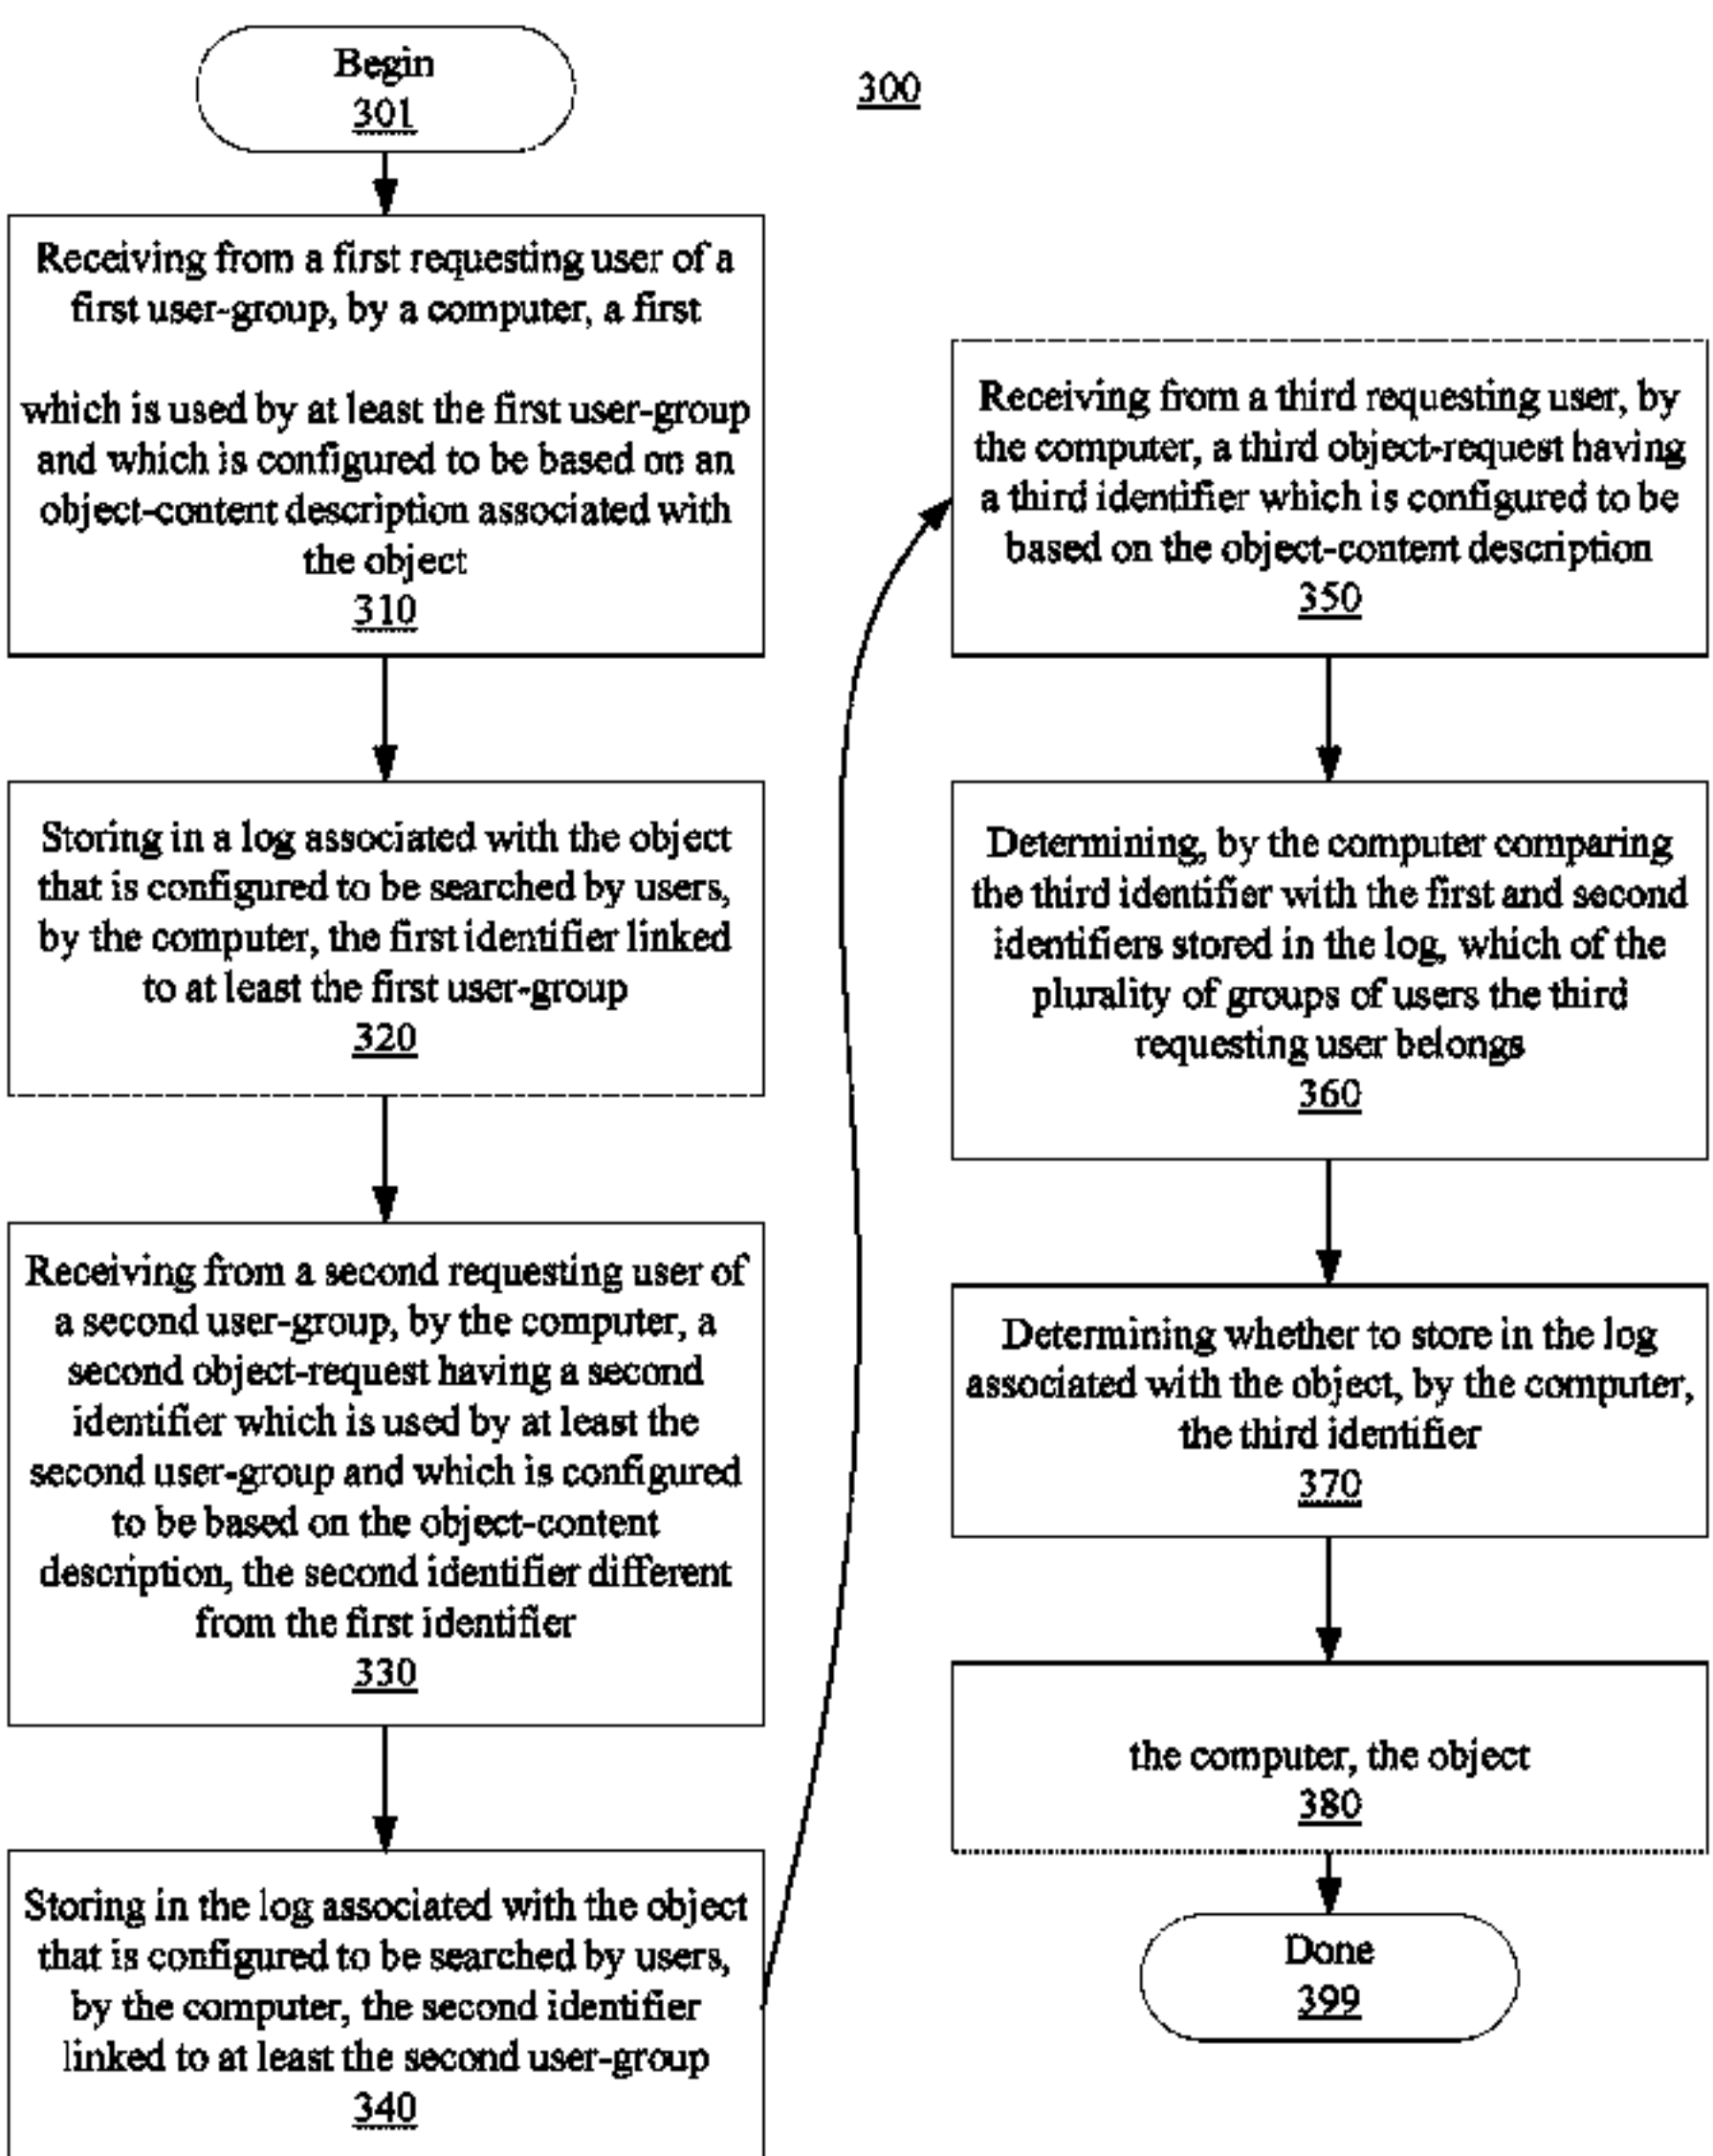 Begin
301
300
Receiving from a first requesting user of a
first user-group, by a computer, a first
which is used by at least the first user-group
and which is configured to be based on an
object-content description associated with
the object
310
Storing in a log associated with the object
that is configured to be searched by users,
by the computer, the first identifier linked
to at least the first user-group
320
Receiving from a second requesting user of
a second user-group, by the computer, a
second object-request having a second
identifier which is used by at least the
second user-group and which is configured
to be based on the object-content
description, the second identifier different
from the first identifier
330
Storing in the log associated with the object
that is configured to be searched by users,
by the computer, the second identifier
linked to at least the second user-group
340
Receiving from a third requesting user, by
the computer, a third object-request having
a third identifier which is configured to be
based on the object-content description
350
Determining, by the computer comparing
the third identifier with the first and second
identifiers stored in the log, which of the
plurality of groups of users the third
requesting user belongs
360
Determining whether to store in the log
associated with the object, by the computer,
the third identifier
370
the computer, the object
380
Done
399